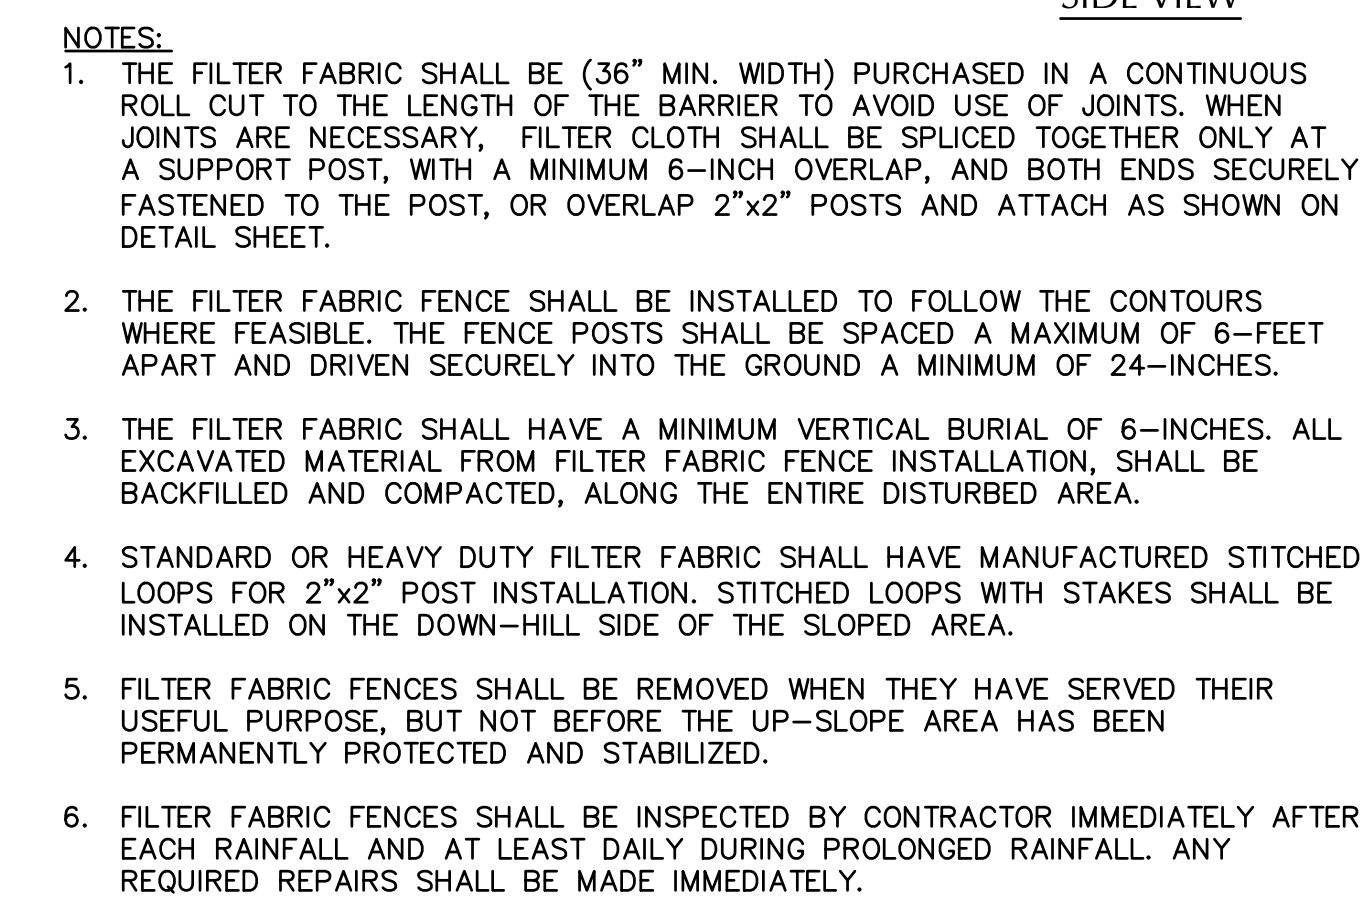 SIDE VIEW
NOTES:
1. THE FILTER FABRIC SHALL BE (36” MIN. WIDTH) PURCHASED IN A CONTINUOUS
ROLL CUT TO THE LENGTH OF THE BARRIER TO AVOID USE OF JOINTS. WHEN
JOINTS ARE NECESSARY, FILTER CLOTH SHALL BE SPLICED TOGETHER ONLY AT
A SUPPORT POST, WITH A MINIMUM 6–INCH OVERLAP, AND BOTH ENDS SECURELY
FASTENED TO THE POST, OR OVERLAP 2”x2” POSTS AND ATTACH AS SHOWN ON
DETAIL SHEET.
2. THE FILTER FABRIC FENCE SHALL BE INSTALLED TO FOLLOW THE CONTOURS
WHERE FEASIBLE. THE FENCE POSTS SHALL BE SPACED A MAXIMUM OF 6–FEET
APART AND DRIVEN SECURELY INTO THE GROUND A MINIMUM OF 24–INCHES.
3. THE FILTER FABRIC SHALL HAVE A MINIMUM VERTICAL BURIAL OF 6–INCHES. ALL
EXCAVATED MATERIAL FROM FILTER FABRIC FENCE INSTALLATION, SHALL BE
BACKFILLED AND COMPACTED, ALONG THE ENTIRE DISTURBED AREA.
4. STANDARD OR HEAVY DUTY FILTER FABRIC SHALL HAVE MANUFACTURED STITCHED
LOOPS FOR 2”x2” POST INSTALLATION. STITCHED LOOPS WITH STAKES SHALL BE
INSTALLED ON THE DOWN–HILL SIDE OF THE SLOPED AREA.
5. FILTER FABRIC FENCES SHALL BE REMOVED WHEN THEY HAVE SERVED THEIR
USEFUL PURPOSE, BUT NOT BEFORE THE UP–SLOPE AREA HAS BEEN
PERMANENTLY PROTECTED AND STABILIZED.
6. FILTER FABRIC FENCES SHALL BE INSPECTED BY CONTRACTOR IMMEDIATELY AFTER
EACH RAINFALL AND AT LEAST DAILY DURING PROLONGED RAINFALL. ANY
REQUIRED REPAIRS SHALL BE MADE IMMEDIATELY.